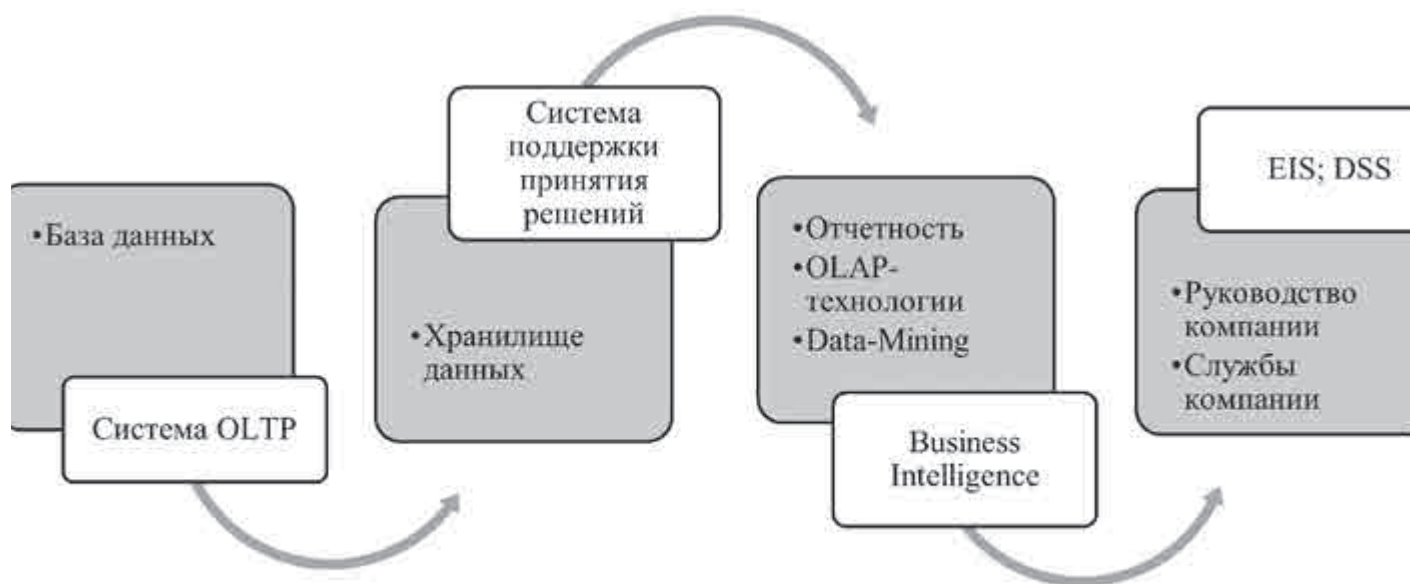 •База данных
Система OLTP
Система
поддержки
принятия
решений
•Хранилище
данных
•Отчетность
•OLAP-
технологии
•Data-Mining
Business
Intelligence
EIS; DSS
•Руководство
компании
•Службы
компании